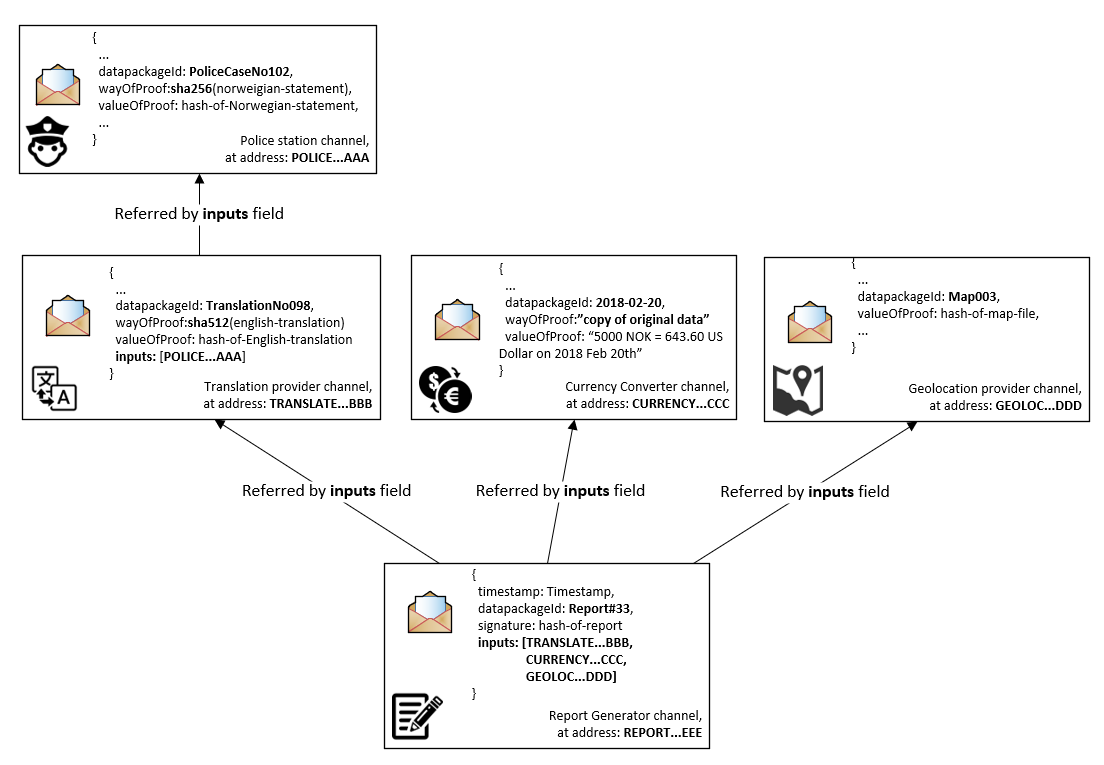 {
...
datapackageId: PoliceCaseNo102,
wayOfProof:sha256(norweigian-statement),
valueOfProof: hash-of-Norwegian-statement,
...
}
Police station channel,
at address: POLICE...AAA
Referred by inputs field
{
...
datapackageId: TranslationNo098,
wayOfProof:sha512(english-translation)
valueOfProof: hash-of-English-translation
inputs: [POLICE...AAA]
}
文
A
Translation provider channel,
at address: TRANSLATE...BBB
{
...
datapackageId: 2018-02-20,
wayOfProof:”copy of original data”
valueOfProof: “5000 NOK = 643.60 US
Dollar on 2018 Feb 20th”
}
$
€
Currency Converter channel,
at address: CURRENCY...CCC
{
...
datapackageId: Map003,
valueOfProof: hash-of-map-file,
...
}
Geolocation provider channel,
at address: GEOLOC...DDD
Referred by inputs field
Referred by inputs field
Referred by inputs field
{
timestamp: Timestamp,
datapackageId: Report#33,
signature: hash-of-report
inputs: [TRANSLATE...BBB,
CURRENCY...CCC,
GEOLOC...DDD]
}
Report Generator channel,
at address: REPORT...EEE